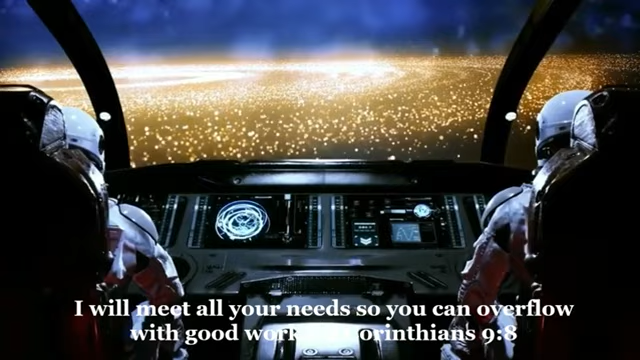 I will meet all your needs so you can overflow
with good work orinthians 9:8